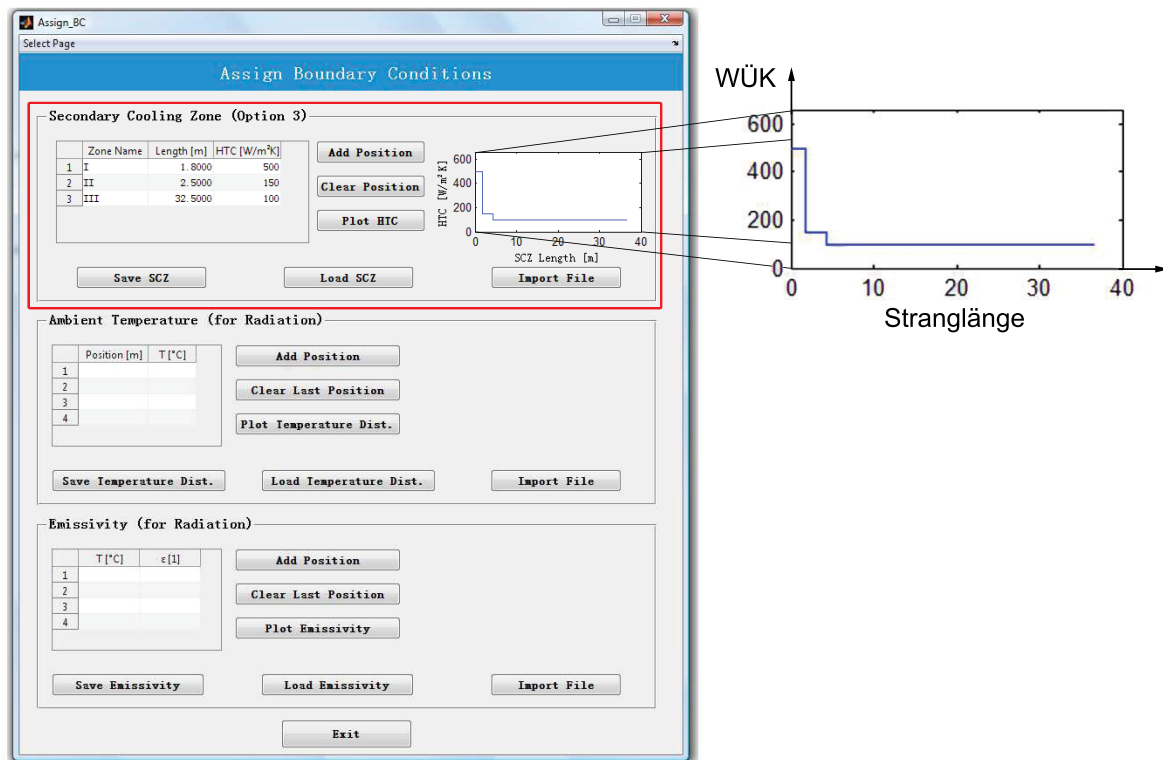 Assign_BC
Select Page
Assign Boundary Conditions
Secondary Cooling Zone (Option 3)
Zone Name Length [m] HTC [W/m²K]
1 I 1.8000 500
2 II 2.5000 150
3 III 32.5000 100
Add Position
Clear Position
Plot HTC
HTC [W/m²K]
600
400
200
0
0 10 20 30 40
SCZ Length [m]
Save SCZ
Load SCZ
Import File
Ambient Temperature (for Radiation)
Position [m] T [°C]
1
2
3
4
Add Position
Clear Last Position
Plot Temperature Dist.
Save Temperature Dist.
Load Temperature Dist.
Import File
Emissivity (for Radiation)
T [°C] ε [1]
1
2
3
4
Add Position
Clear Last Position
Plot Emissivity
Save Emissivity
Load Emissivity
Import File
Exit
WÜK
600
400
200
0
0 10 20 30 40
Stranglänge